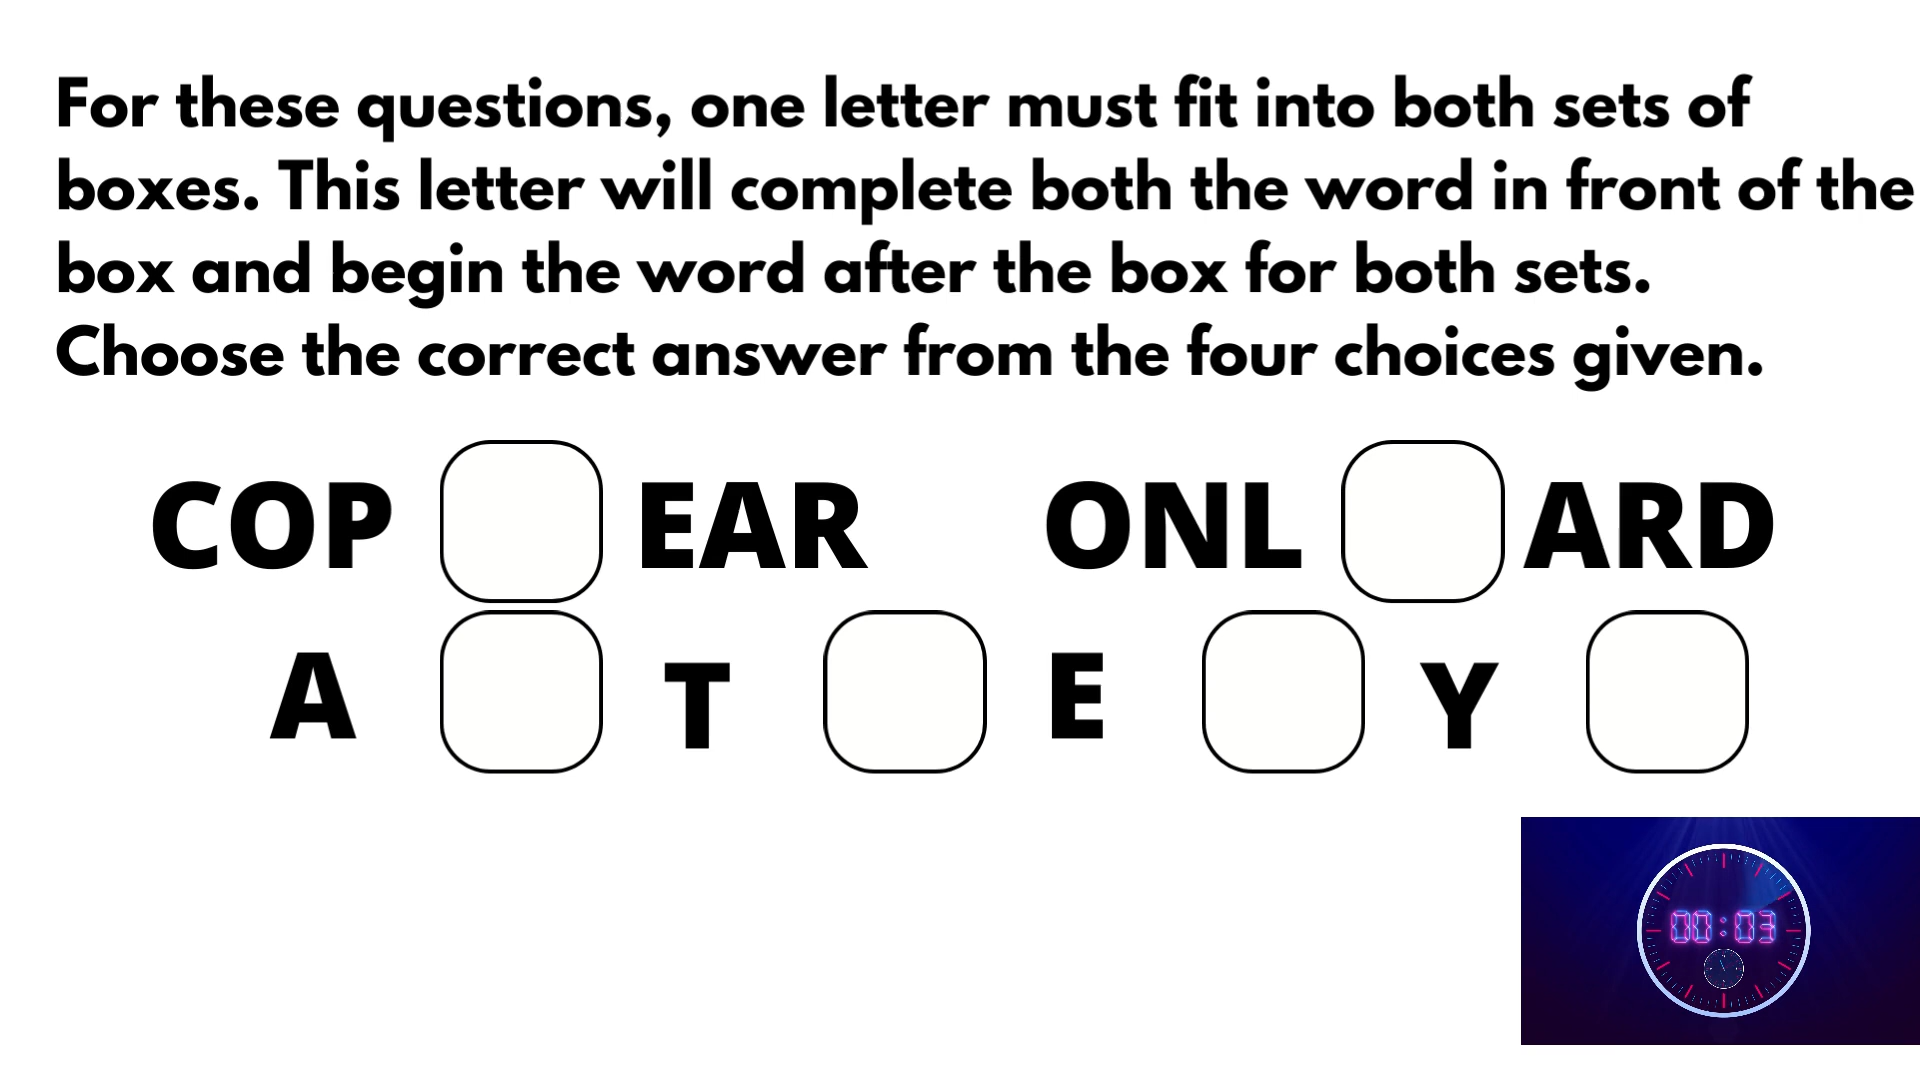 For these questions, one letter must fit into both sets of
boxes. This letter will complete both the word in front of the
box and begin the word after the box for both sets.
Choose the correct answer from the four choices given.
COP EAR ONL ARD
A T E Y
00:03